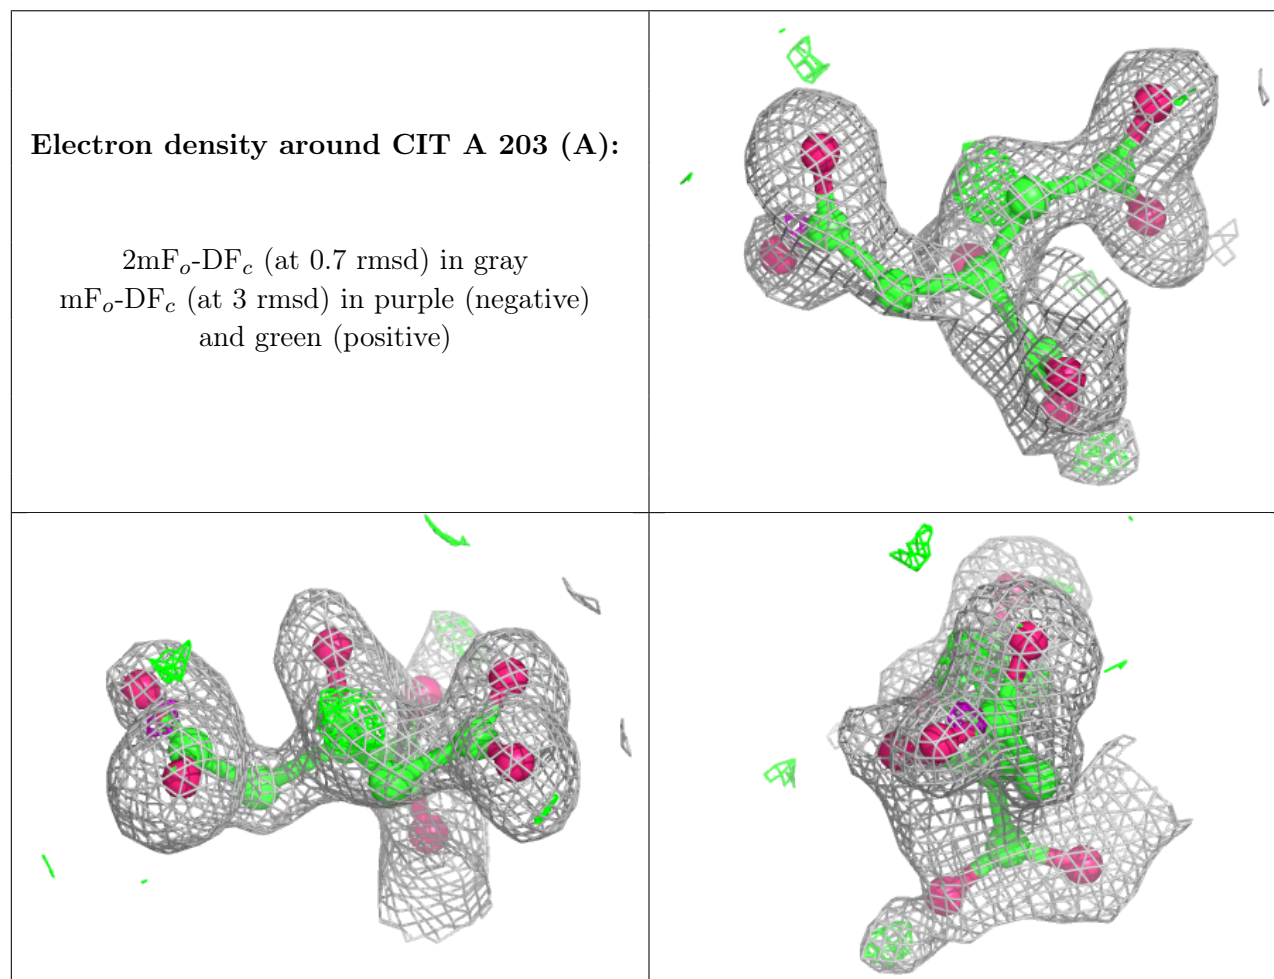 Electron density around CIT A 203 (A):
2mFo-DFc (at 0.7 rmsd) in gray
mFo-DFc (at 3 rmsd) in purple (negative)
and green (positive)